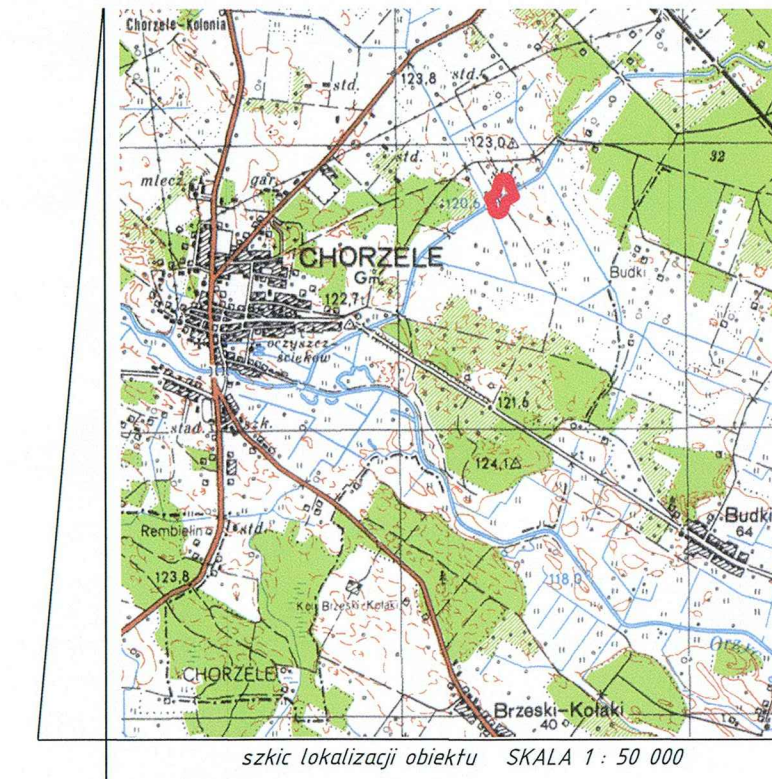 Chorzele-Kolonia
std.
123,8
std.
123,0
32
std.
mlecz.
gar.
120,6
CHORZELE
Gm.
Budki
122,7
oczyszcz.
ścieków
121,6
szk.
stad.
124,1
Budki
64
Rembielin
std.
123,8
118,0
Kol. Brzeski-Kołaki
CHORZELE
Brzeski-Kołaki
40
szkic lokalizacji obiektu SKALA 1 : 50 000